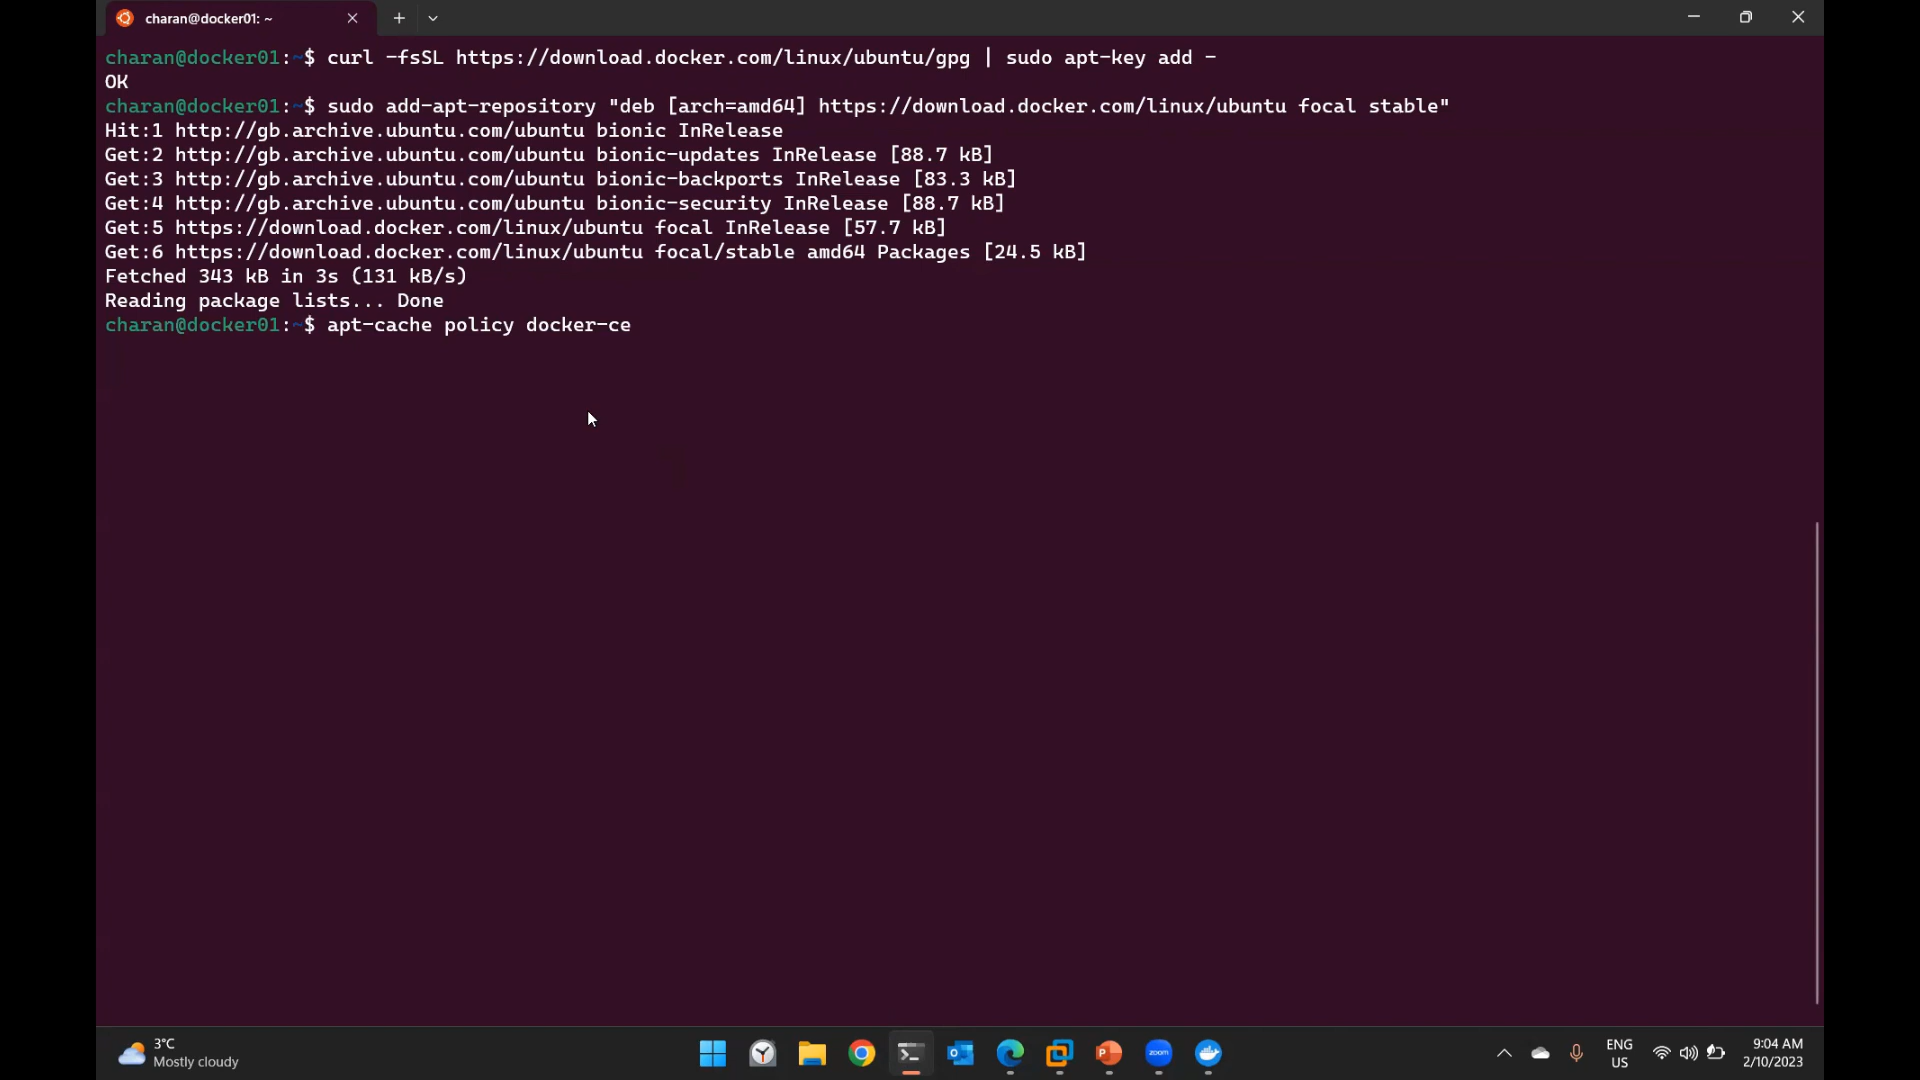 charan@docker01: ~
charan@docker01:~$ curl -fsSL https://download.docker.com/linux/ubuntu/gpg | sudo apt-key add -
OK
charan@docker01:~$ sudo add-apt-repository "deb [arch=amd64] https://download.docker.com/linux/ubuntu focal stable"
Hit:1 http://gb.archive.ubuntu.com/ubuntu bionic InRelease
Get:2 http://gb.archive.ubuntu.com/ubuntu bionic-updates InRelease [88.7 kB]
Get:3 http://gb.archive.ubuntu.com/ubuntu bionic-backports InRelease [83.3 kB]
Get:4 http://gb.archive.ubuntu.com/ubuntu bionic-security InRelease [88.7 kB]
Get:5 https://download.docker.com/linux/ubuntu focal InRelease [57.7 kB]
Get:6 https://download.docker.com/linux/ubuntu focal/stable amd64 Packages [24.5 kB]
Fetched 343 kB in 3s (131 kB/s)
Reading package lists... Done
charan@docker01:~$ apt-cache policy docker-ce
3°C
Mostly cloudy
zoom
ENG
US
9:04 AM
2/10/2023